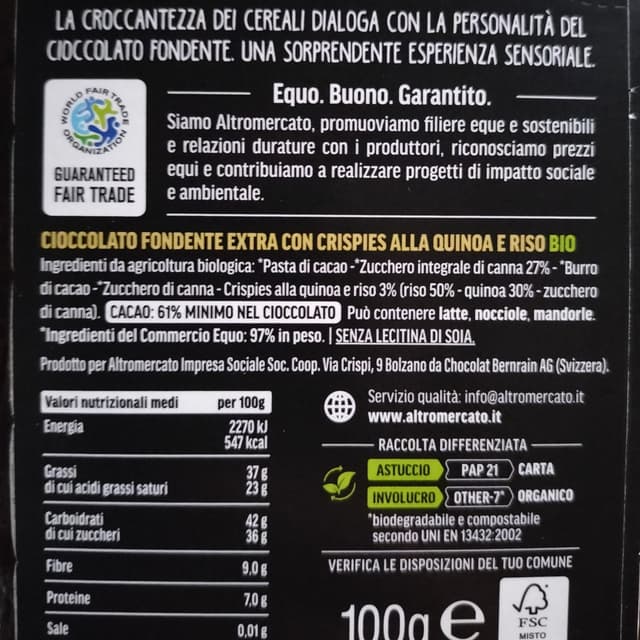 LA CROCCANTEZZA DEI CEREALI DIALOGA CON LA PERSONALITÀ DEL
CIOCCOLATO FONDENTE. UNA SORPRENDENTE ESPERIENZA SENSORIALE.
WORLD FAIR TRADE ORGANIZATION
GUARANTEED
FAIR TRADE
Equo. Buono. Garantito.
Siamo Altromercato, promuoviamo filiere eque e sostenibili
e relazioni durature con i produttori, riconosciamo prezzi
equi e contribuiamo a realizzare progetti di impatto sociale
e ambientale.
CIOCCOLATO FONDENTE EXTRA CON CRISPIES ALLA QUINOA E RISO BIO
Ingredienti da agricoltura biologica: *Pasta di cacao -*Zucchero integrale di canna 27% - *Burro
di cacao -*Zucchero di canna - Crispies alla quinoa e riso 3% (riso 50% - quinoa 30% - zucchero
di canna). CACAO: 61% MINIMO NEL CIOCCOLATO Può contenere latte, nocciole, mandorle.
*Ingredienti del Commercio Equo: 97% in peso. | SENZA LECITINA DI SOIA.
Prodotto per Altromercato Impresa Sociale Soc. Coop. Via Crispi, 9 Bolzano da Chocolat Bernrain AG (Svizzera).
Valori nutrizionali medi per 100g
Energia 2270 kJ
547 kcal
Grassi 37 g
di cui acidi grassi saturi 23 g
Carboidrati 42 g
di cui zuccheri 36 g
Fibre 9,0 g
Proteine 7,0 g
Sale 0,01 g
Servizio qualità: info@altromercato.it
www.altromercato.it
RACCOLTA DIFFERENZIATA
ASTUCCIO PAP 21 CARTA
INVOLUCRO OTHER-7* ORGANICO
*biodegradabile e compostabile
secondo UNI EN 13432:2002
VERIFICA LE DISPOSIZIONI DEL TUO COMUNE
100g e
FSC
MISTO